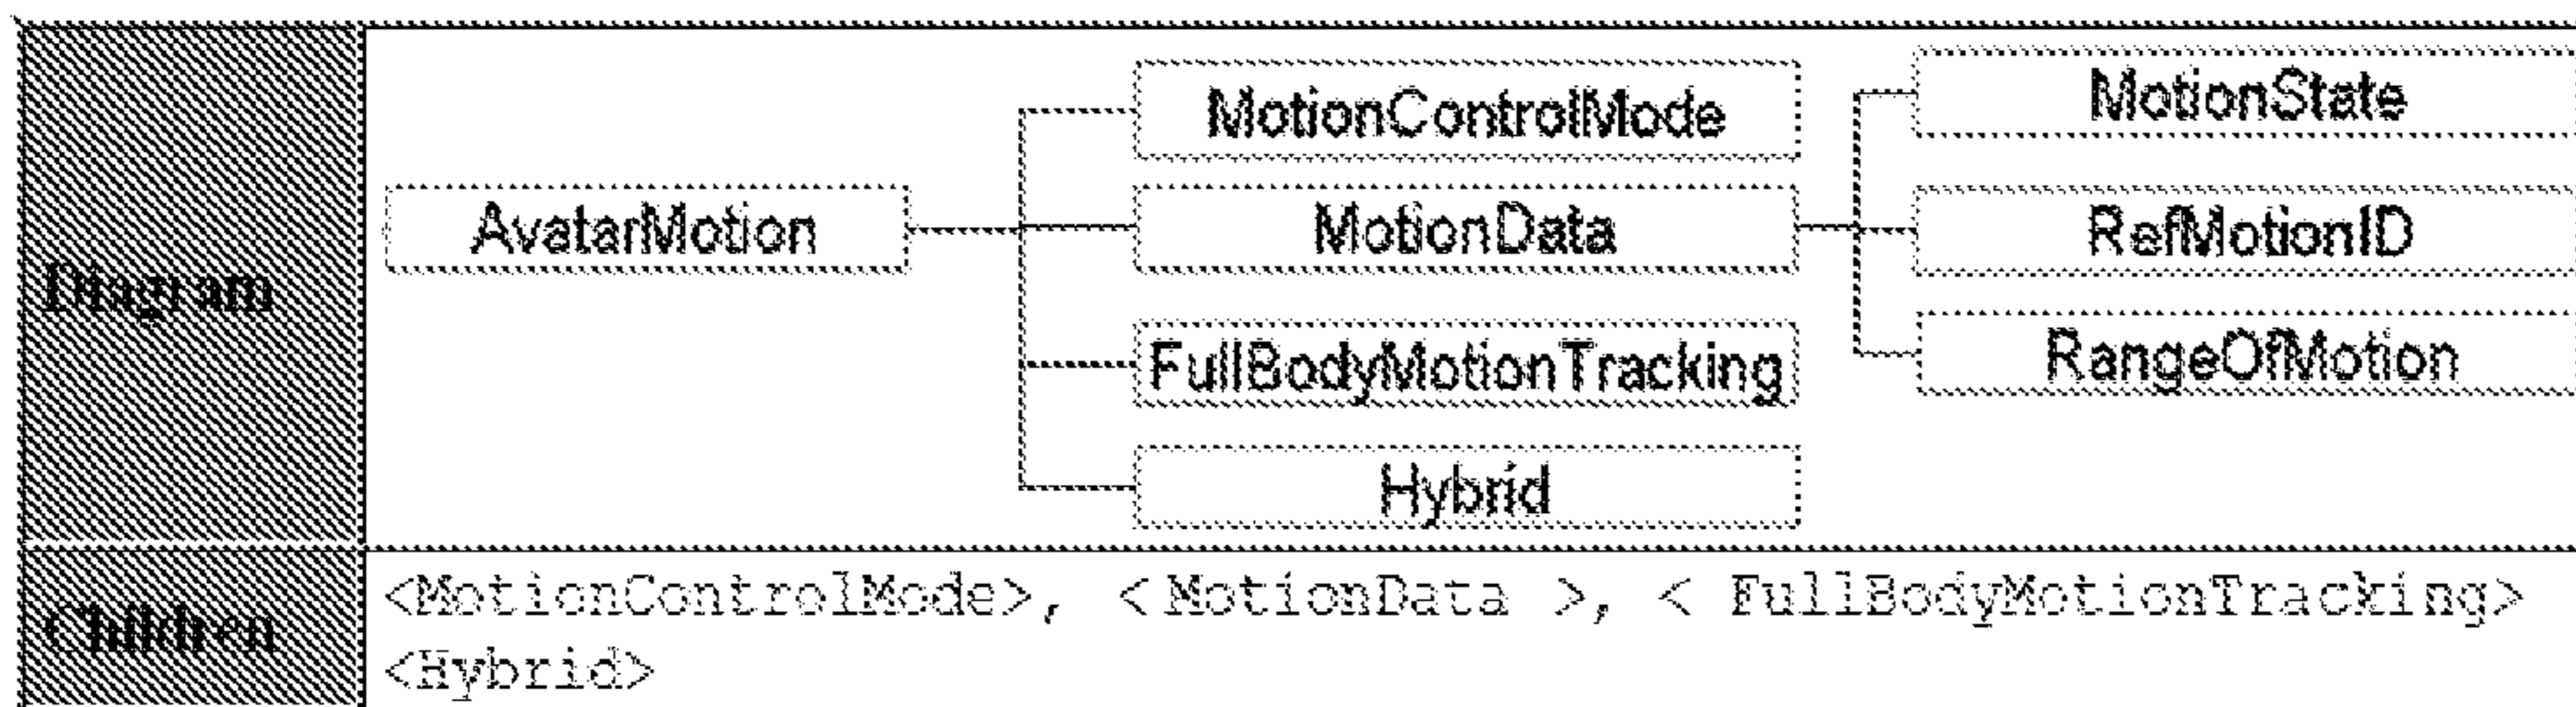 Diagram
AvatarMotion
MotionControlMode
MotionData
FullBodyMotionTracking
Hybrid
MotionState
RefMotionID
RangeOfMotion
Children
<MotionControlMode>, <MotionData >, < FullBodyMotionTracking>
<Hybrid>